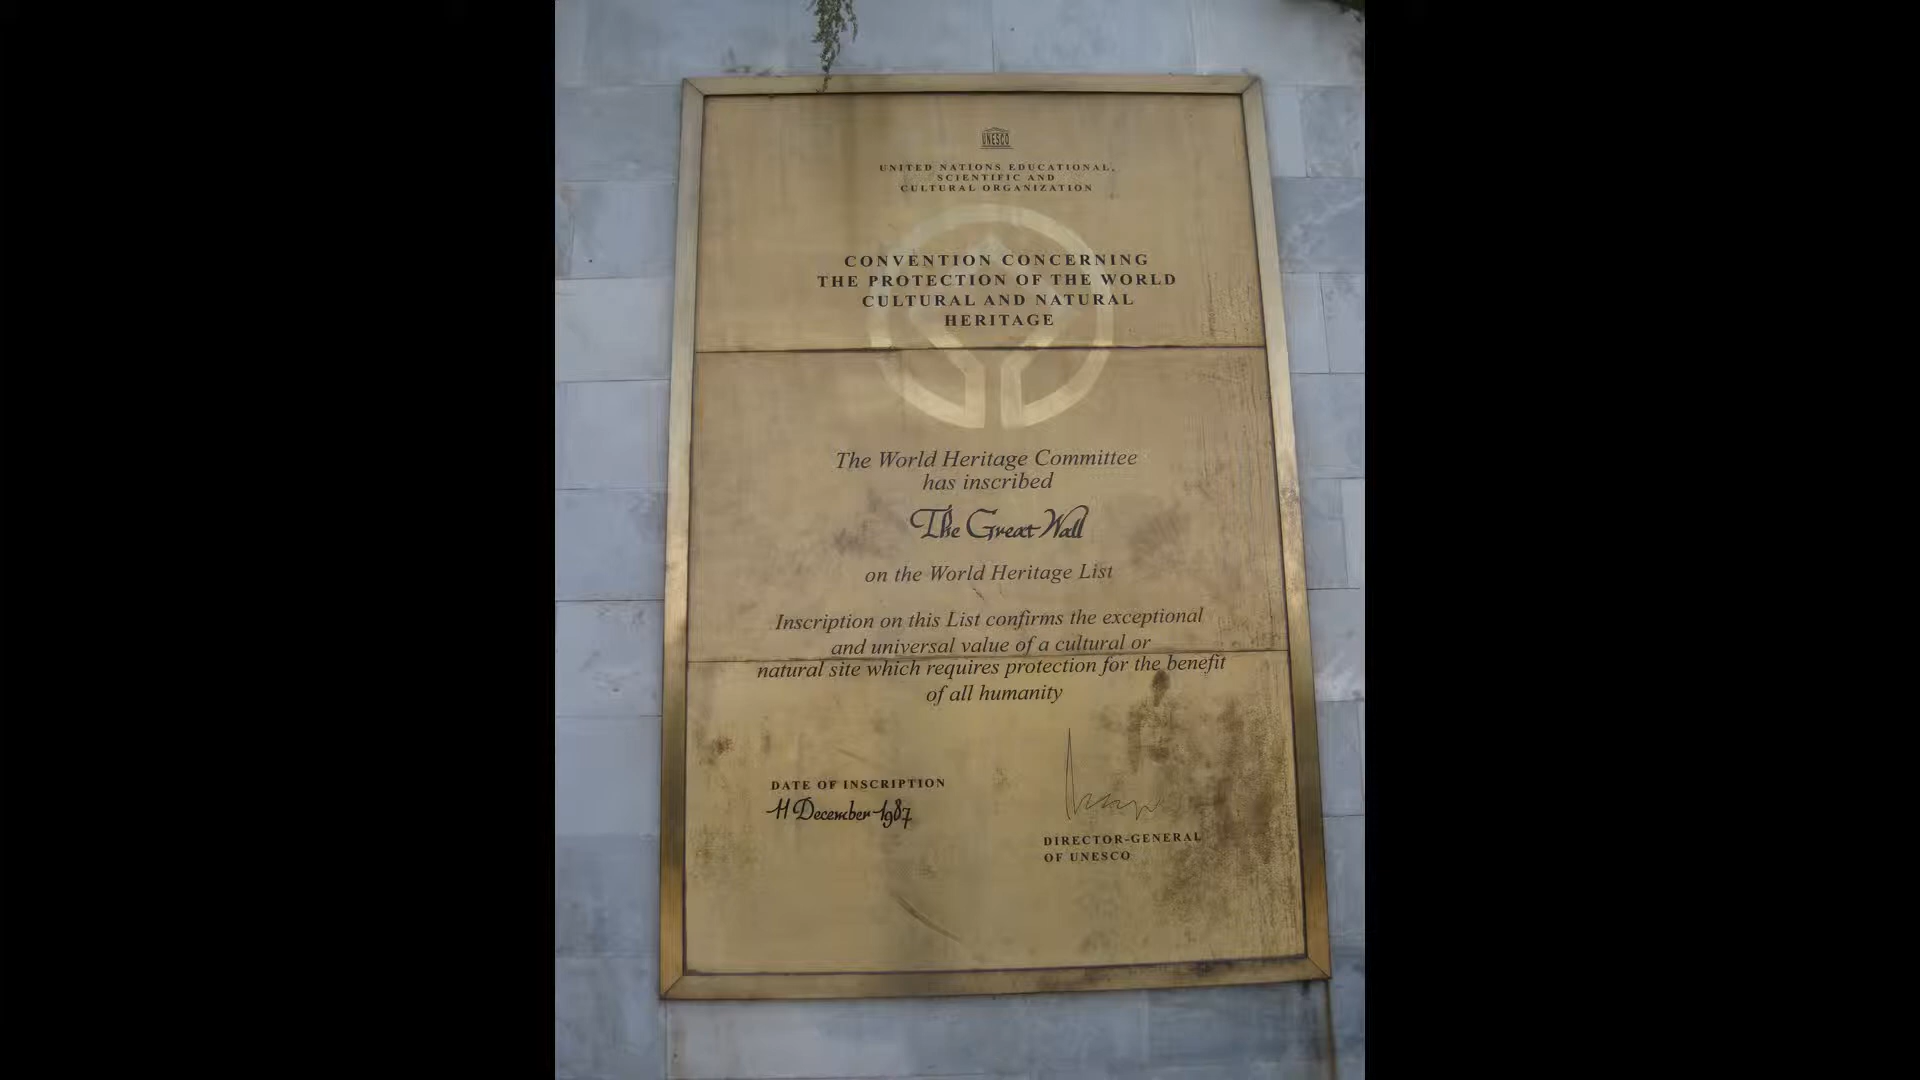 UNESCO
UNITED NATIONS EDUCATIONAL,
SCIENTIFIC AND
CULTURAL ORGANIZATION
CONVENTION CONCERNING
THE PROTECTION OF THE WORLD
CULTURAL AND NATURAL
HERITAGE
The World Heritage Committee
has inscribed
The Great Wall
on the World Heritage List
Inscription on this List confirms the exceptional
and universal value of a cultural or
natural site which requires protection for the benefit
of all humanity
DATE OF INSCRIPTION
11 December 1987
DIRECTOR-GENERAL
OF UNESCO